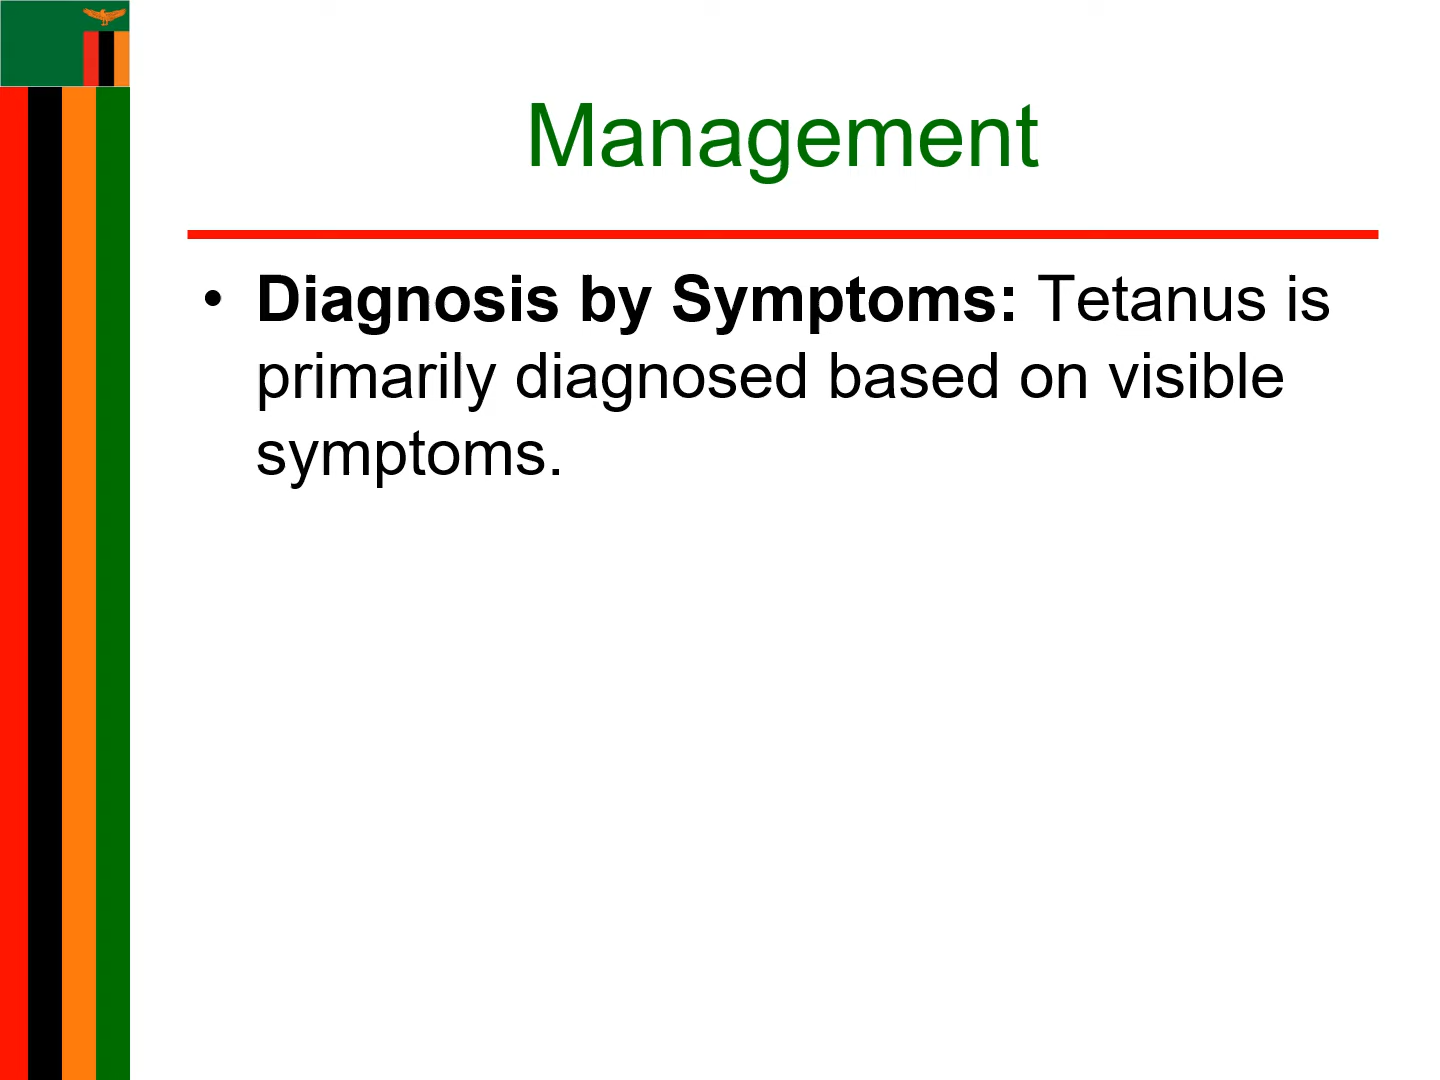 Management
• Diagnosis by Symptoms: Tetanus is
primarily diagnosed based on visible
symptoms.